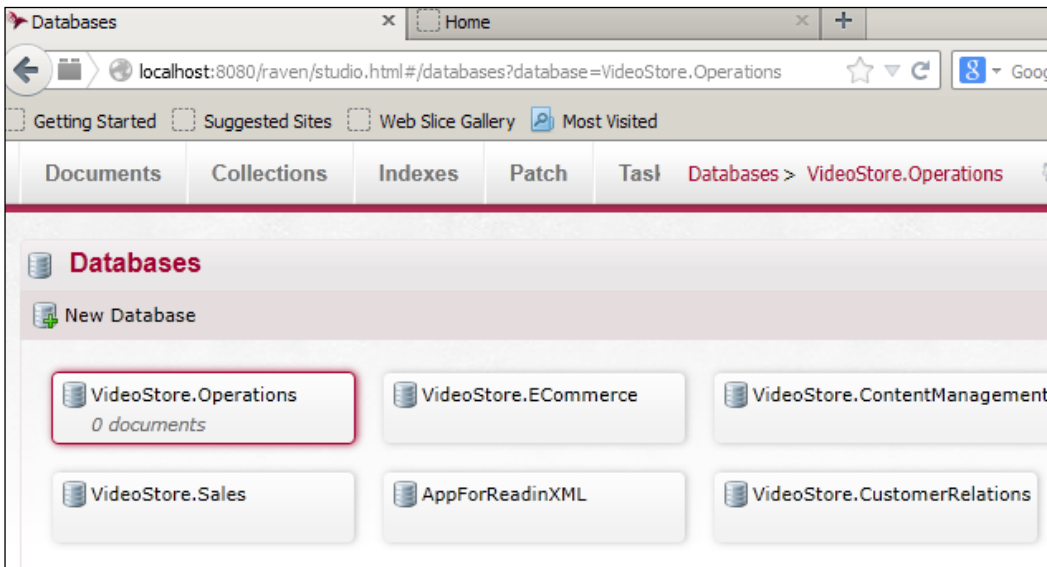 Databases
Home
localhost:8080/raven/studio.html#/databases?database=VideoStore.Operations
Getting Started Suggested Sites Web Slice Gallery Most Visited
Documents Collections Indexes Patch Databases > VideoStore.Operations
Databases
New Database
VideoStore.Operations VideoStore.ECommerce VideoStore.ContentManagement
0 documents
VideoStore.Sales AppForReadinXML VideoStore.CustomerRelations